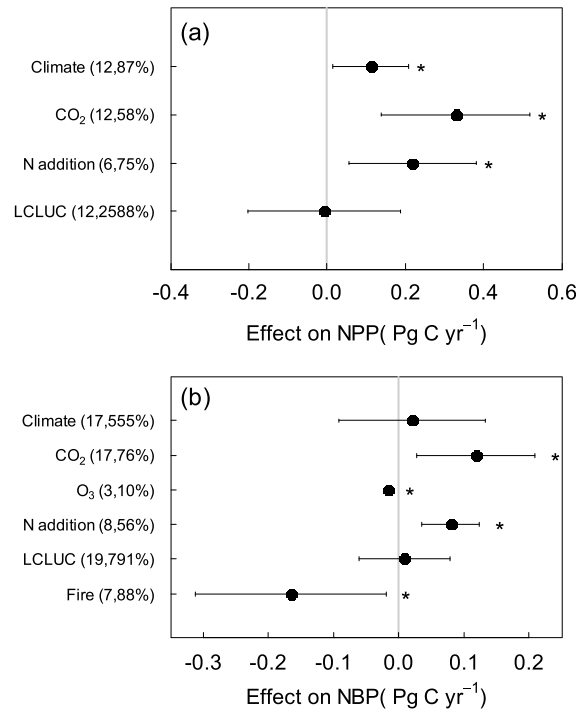 (a)
Climate (12,87%)
*
CO₂ (12,58%)
*
N addition (6,75%)
*
LCLUC (12,2588%)
-0.4 -0.2 0.0 0.2 0.4 0.6
Effect on NPP( Pg C yr⁻¹)
(b)
Climate (17,555%)
CO₂ (17,76%)
*
O₃ (3,10%)
*
N addition (8,56%)
*
LCLUC (19,791%)
Fire (7,88%)
*
-0.3 -0.2 -0.1 0.0 0.1 0.2
Effect on NBP( Pg C yr⁻¹)